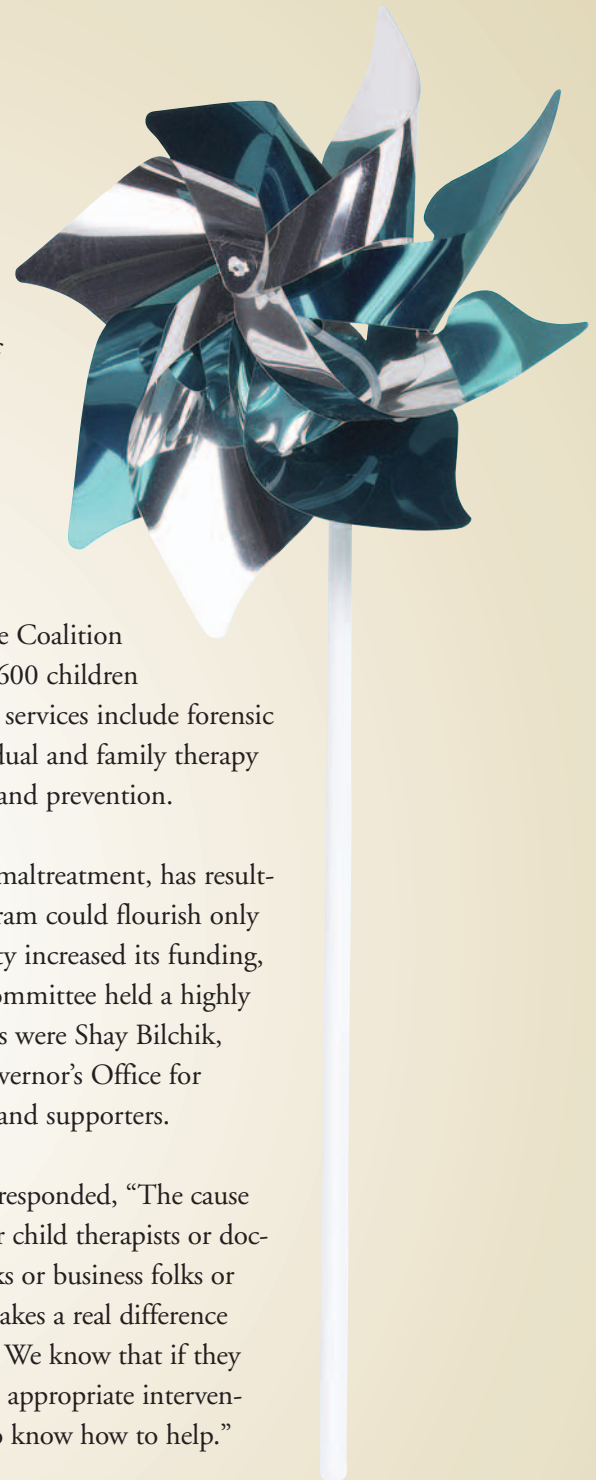 e Coalition
600 children
services include forensic
dual and family therapy
and prevention.
maltreatment, has result-
ram could flourish only
ty increased its funding,
ommittee held a highly
s were Shay Bilchik,
vernor’s Office for
and supporters.
responded, “The cause
r child therapists or doc-
ks or business folks or
akes a real difference
We know that if they
appropriate interven-
o know how to help.”